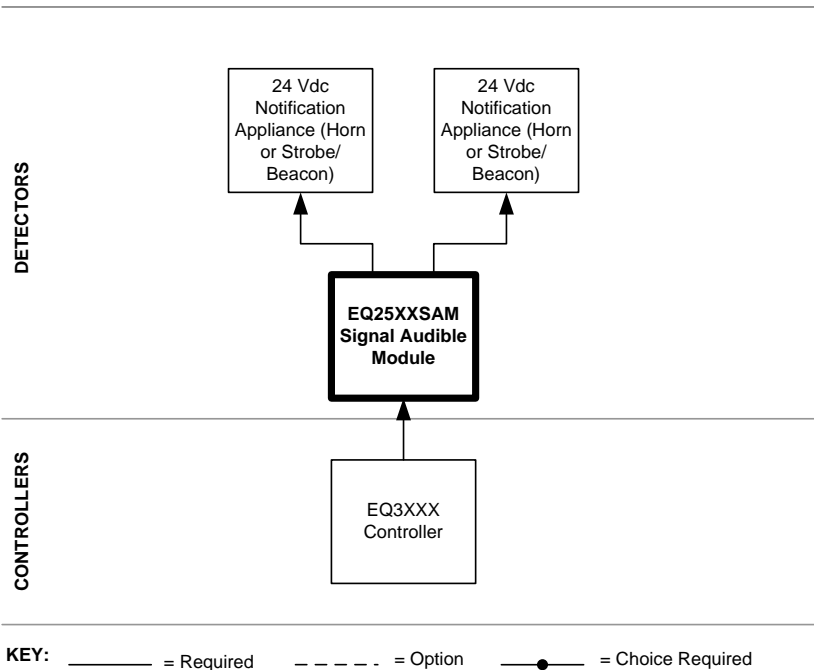 DETECTORS
24 Vdc
Notification
Appliance (Horn
or Strobe/
Beacon)
24 Vdc
Notification
Appliance (Horn
or Strobe/
Beacon)
EQ25XXSAM
Signal Audible
Module
CONTROLLERS
EQ3XXX
Controller
KEY: = Required = Option = Choice Required